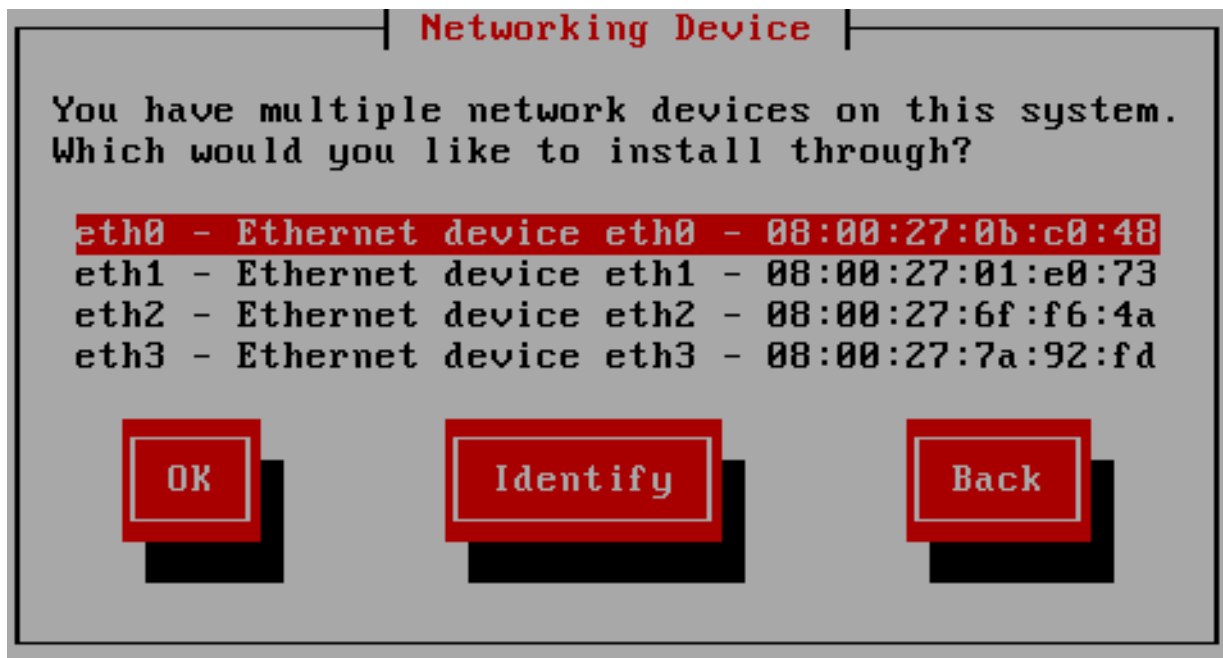 Networking Device
You have multiple network devices on this system.
Which would you like to install through?
eth0 - Ethernet device eth0 - 08:00:27:0b:c0:48
eth1 - Ethernet device eth1 - 08:00:27:01:e0:73
eth2 - Ethernet device eth2 - 08:00:27:6f:f6:4a
eth3 - Ethernet device eth3 - 08:00:27:7a:92:fd
OK Identify Back